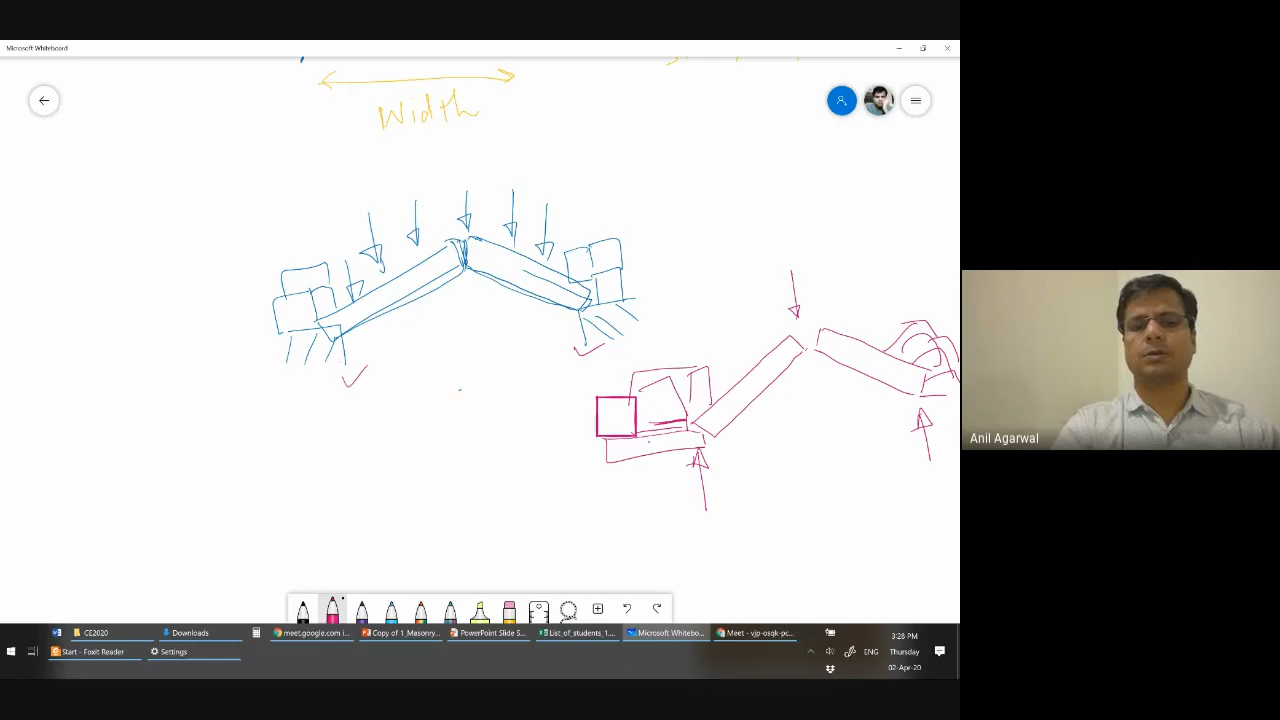 Microsoft Whiteboard
Width
Anil Agarwal
CE2020
Downloads
meet.google.com i...
Copy of 1_Masonry...
PowerPoint Slide S...
List_of_students_1...
Microsoft Whitebo...
Meet - vjp-osqk-pc...
3:28 PM
Start - Foxit Reader
Settings
ENG
Thursday
02-Apr-20